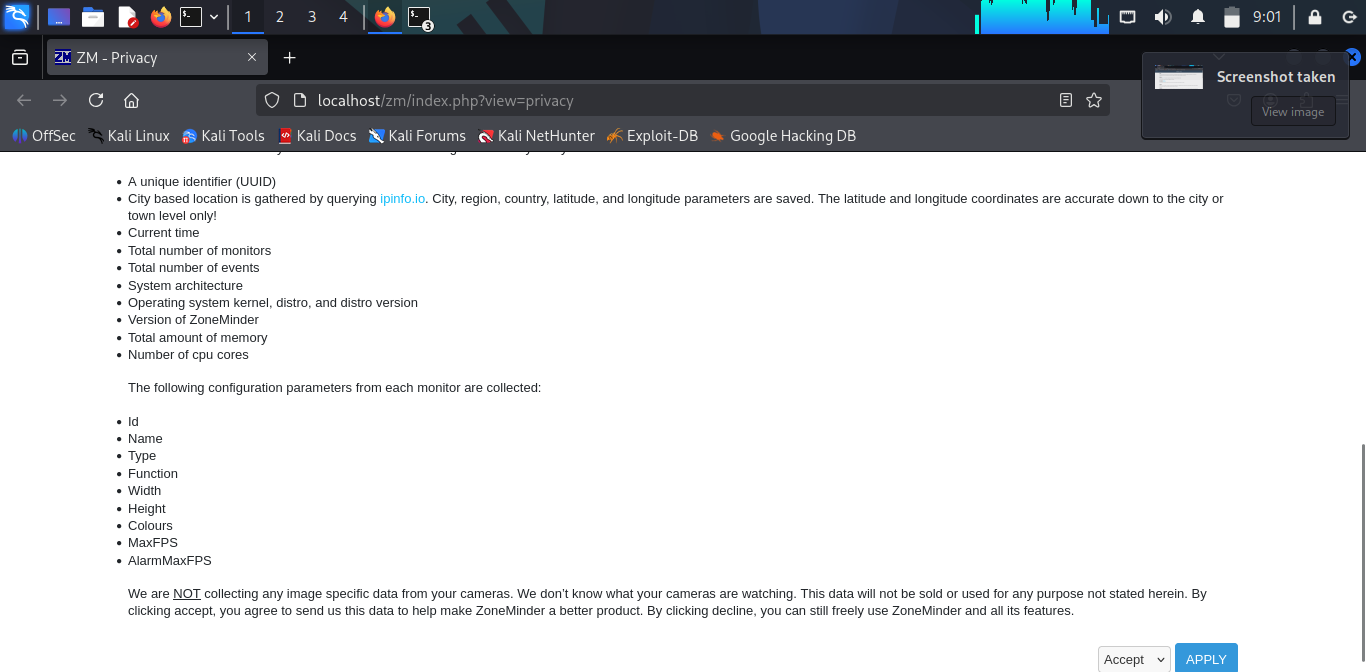 1 2 3 4
3
9:01
ZM - Privacy
Screenshot taken
View image
localhost/zm/index.php?view=privacy
OffSec Kali Linux Kali Tools Kali Docs Kali Forums Kali NetHunter Exploit-DB Google Hacking DB
A unique identifier (UUID)
City based location is gathered by querying ipinfo.io. City, region, country, latitude, and longitude parameters are saved. The latitude and longitude coordinates are accurate down to the city or
town level only!
Current time
Total number of monitors
Total number of events
System architecture
Operating system kernel, distro, and distro version
Version of ZoneMinder
Total amount of memory
Number of cpu cores
The following configuration parameters from each monitor are collected:
Id
Name
Type
Function
Width
Height
Colours
MaxFPS
AlarmMaxFPS
We are NOT collecting any image specific data from your cameras. We don’t know what your cameras are watching. This data will not be sold or used for any purpose not stated herein. By
clicking accept, you agree to send us this data to help make ZoneMinder a better product. By clicking decline, you can still freely use ZoneMinder and all its features.
Accept APPLY